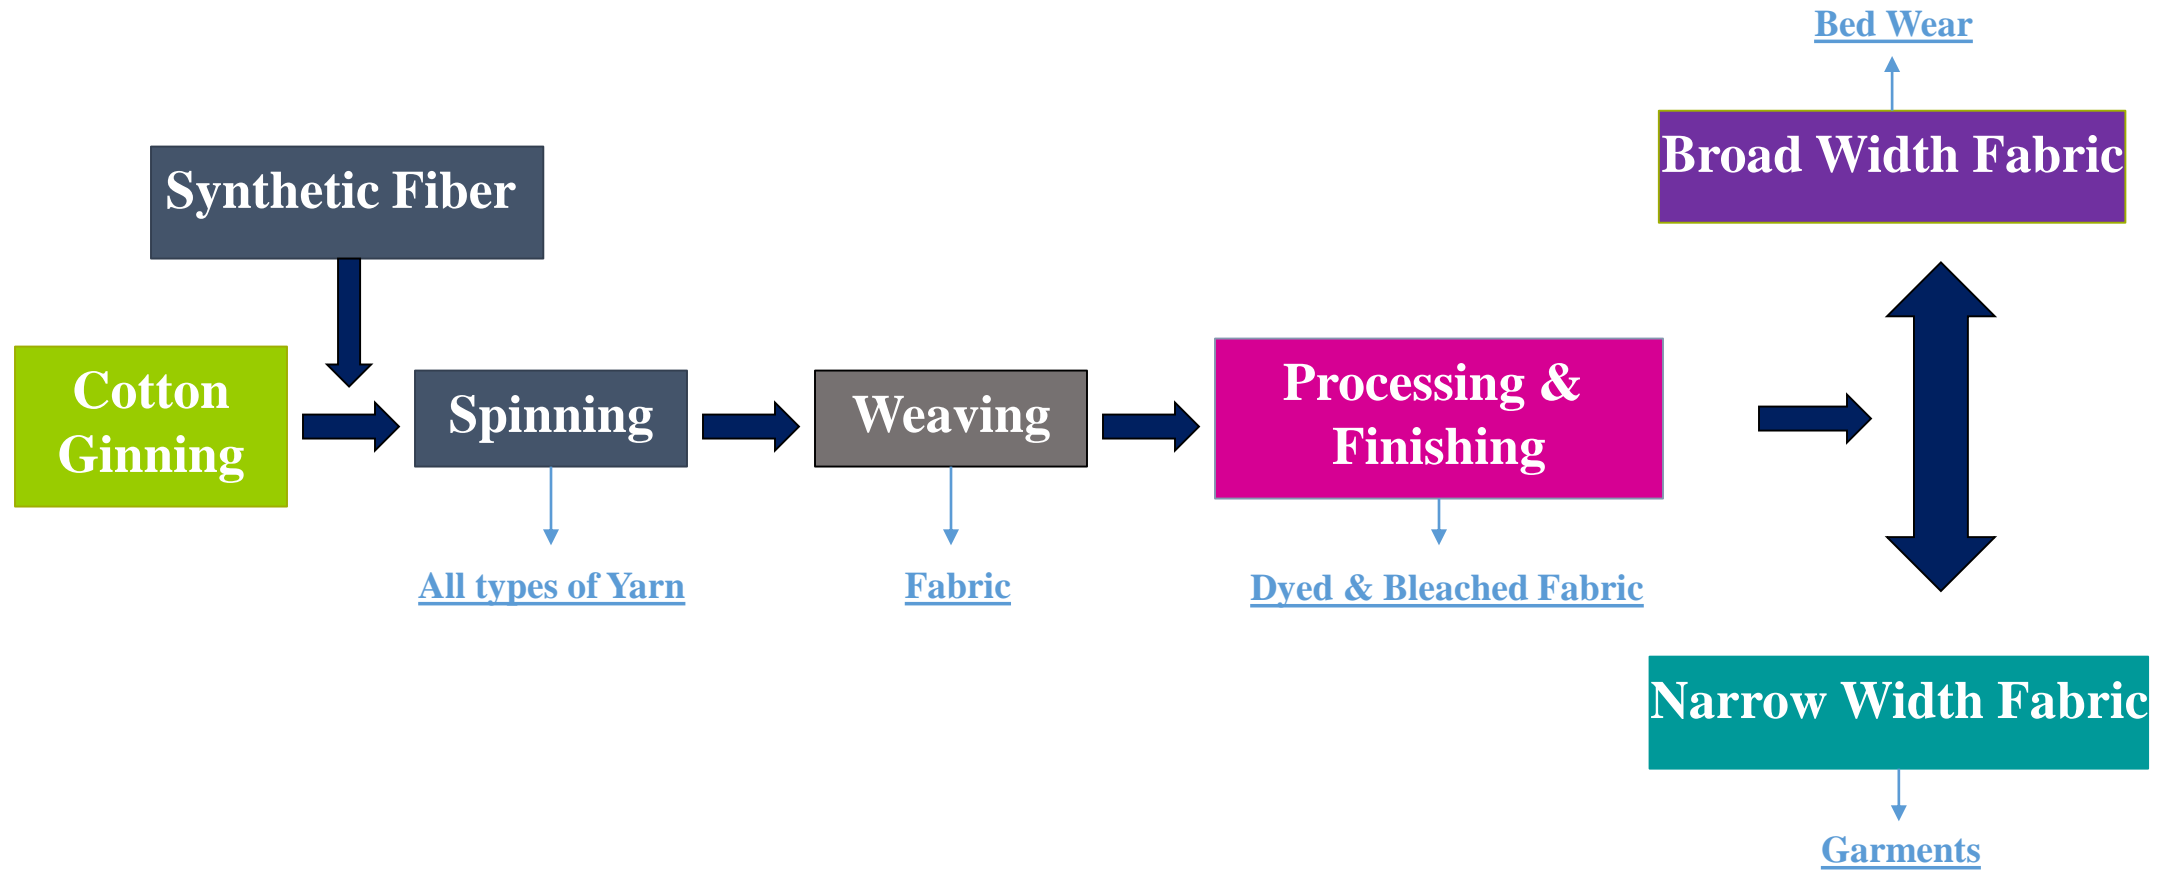 Bed Wear
Broad Width Fabric
Synthetic Fiber
Cotton
Ginning
Spinning
Weaving
Processing &
Finishing
All types of Yarn
Fabric
Dyed & Bleached Fabric
Narrow Width Fabric
Garments